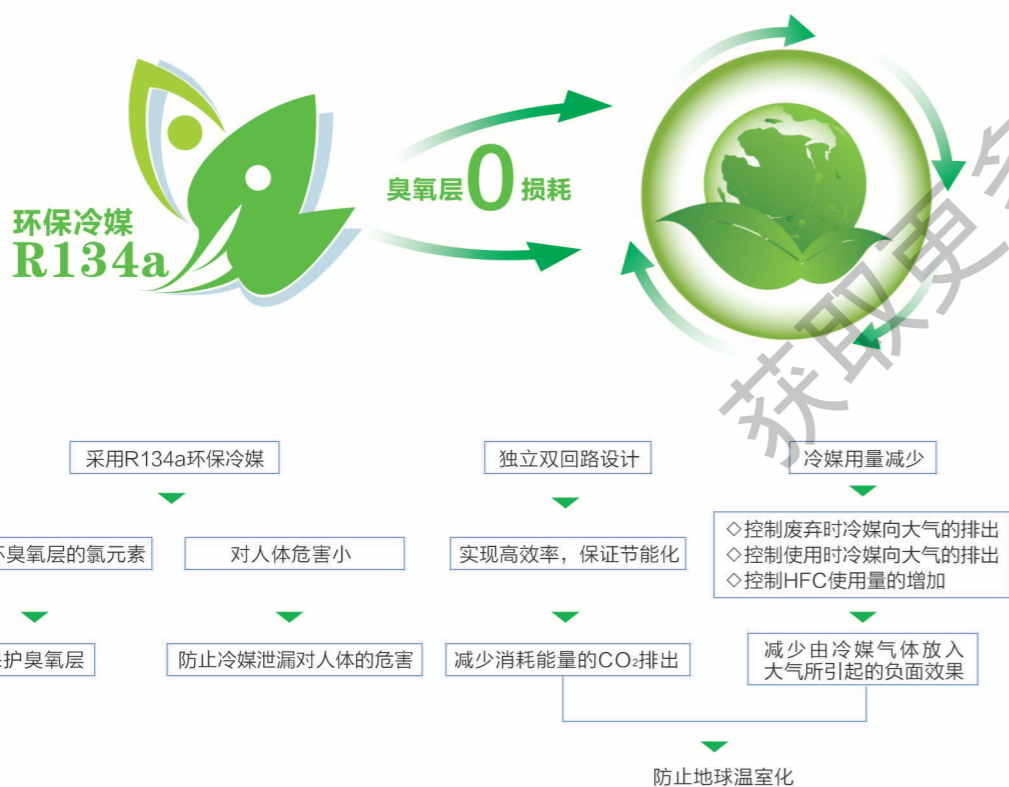 环保冷媒
R134a
臭氧层0损耗
获取更
采用R134a环保冷媒
独立双回路设计
冷媒用量减少
臭氧层的氯元素
对人体危害小
实现高效率，保证节能化
◇控制废弃时冷媒向大气的排出
◇控制使用时冷媒向大气的排出
◇控制HFC使用量的增加
护臭氧层
防止冷媒泄漏对人体的危害
减少消耗能量的CO₂排出
减少由冷媒气体放入
大气所引起的负面效果
防止地球温室化